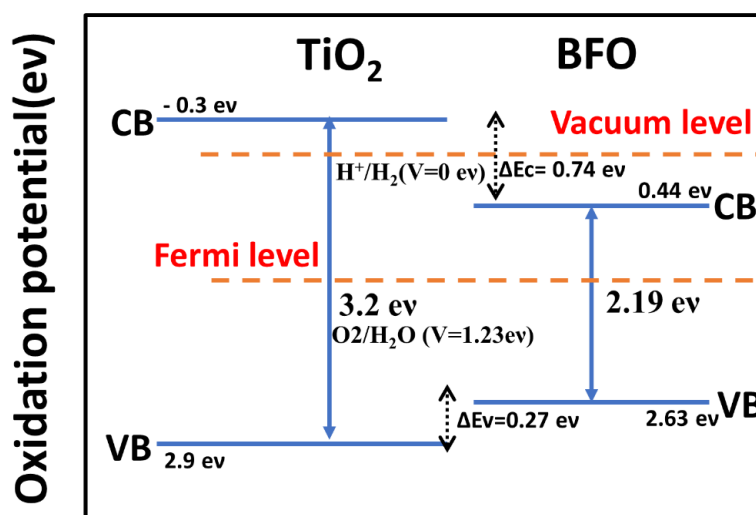 Oxidation potential(ev)
TiO₂
BFO
- 0.3 ev
CB
Vacuum level
H⁺/H₂(V=0 ev)
ΔEc= 0.74 ev
0.44 ev
CB
Fermi level
3.2 ev
2.19 ev
O2/H₂O (V=1.23ev)
ΔEv=0.27 ev
2.63 ev
VB
VB
2.9 ev